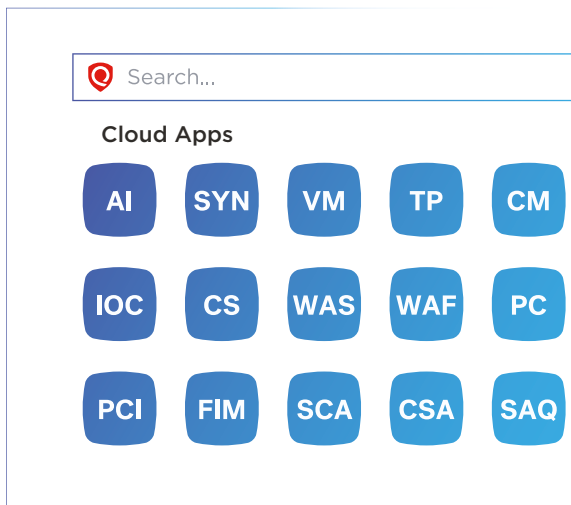 Search...
Cloud Apps
AI SYN VM TP CM
IOC CS WAS WAF PC
PCI FIM SCA CSA SAQ